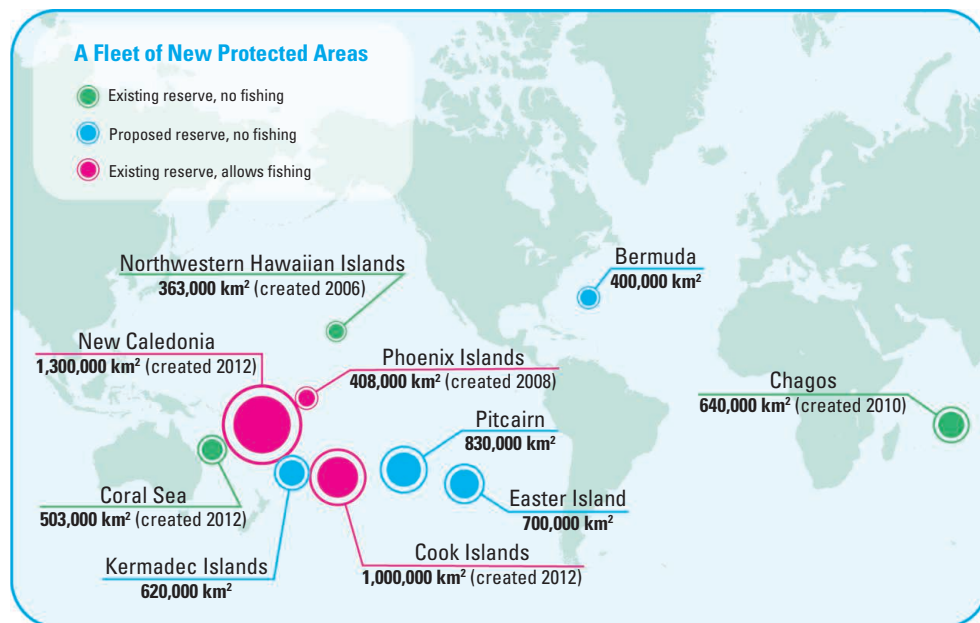 A Fleet of New Protected Areas
Existing reserve, no fishing
Proposed reserve, no fishing
Existing reserve, allows fishing
Northwestern Hawaiian Islands
363,000 km² (created 2006)
Bermuda
400,000 km²
New Caledonia
1,300,000 km² (created 2012)
Phoenix Islands
408,000 km² (created 2008)
Chagos
640,000 km² (created 2010)
Pitcairn
830,000 km²
Coral Sea
503,000 km² (created 2012)
Easter Island
700,000 km²
Kermadec Islands
620,000 km²
Cook Islands
1,000,000 km² (created 2012)